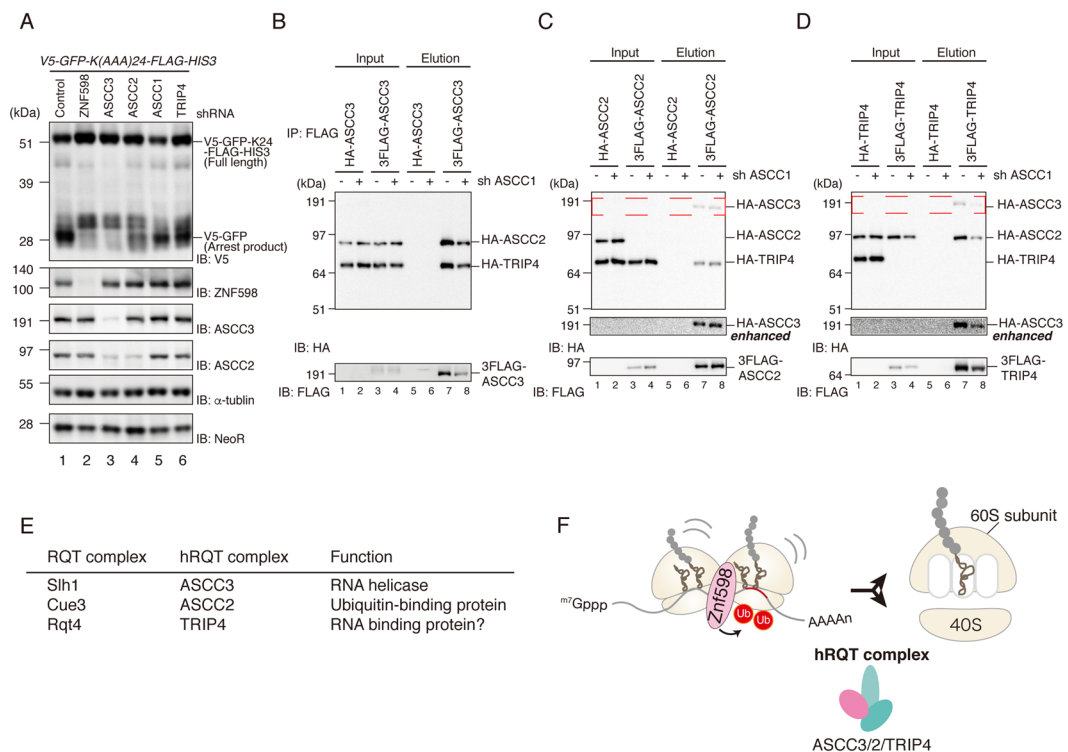 A
V5-GFP-K(AAA)24-FLAG-HIS3
Control
ZNF598
ASCC3
ASCC2
ASCC1
TRIP4
shRNA
(kDa)
51
39
28
V5-GFP-K24
-FLAG-HIS3
(Full length)
V5-GFP
(Arrest product)
IB: V5
140
100
IB: ZNF598
191
IB: ASCC3
97
IB: ASCC2
55
IB: α-tublin
28
IB: NeoR
1 2 3 4 5 6
B
Input Elution
IP: FLAG
HA-ASCC3
3FLAG-ASCC3
HA-ASCC3
3FLAG-ASCC3
(kDa)
- + - + - + - + sh ASCC1
191
97
64
51
HA-ASCC2
HA-TRIP4
IB: HA
191
3FLAG-
ASCC3
IB: FLAG
1 2 3 4 5 6 7 8
C
Input Elution
HA-ASCC2
3FLAG-ASCC2
HA-ASCC2
3FLAG-ASCC2
(kDa)
- + - + - + - + sh ASCC1
191
97
64
51
HA-ASCC3
HA-ASCC2
HA-TRIP4
191
HA-ASCC3
enhanced
IB: HA
97
3FLAG-
ASCC2
IB: FLAG
1 2 3 4 5 6 7 8
D
Input Elution
HA-TRIP4
3FLAG-TRIP4
HA-TRIP4
3FLAG-TRIP4
(kDa)
- + - + - + - + sh ASCC1
191
97
64
51
HA-ASCC3
HA-ASCC2
HA-TRIP4
191
HA-ASCC3
enhanced
IB: HA
64
3FLAG-
TRIP4
IB: FLAG
1 2 3 4 5 6 7 8
E
RQT complex hRQT complex Function
Slh1 ASCC3 RNA helicase
Cue3 ASCC2 Ubiquitin-binding protein
Rqt4 TRIP4 RNA binding protein?
F
m7Gppp
Znf598
Ub
Ub
AAAAn
60S subunit
40S
hRQT complex
ASCC3/2/TRIP4